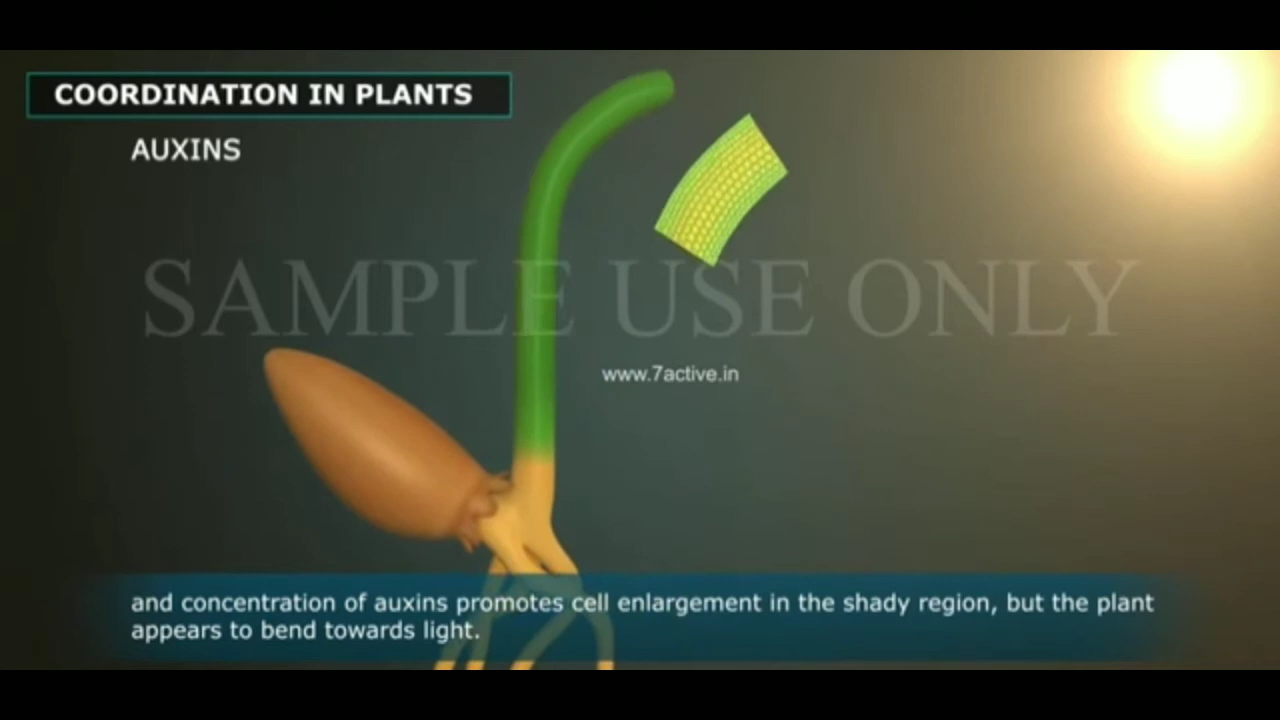 COORDINATION IN PLANTS
AUXINS
SAMPLE USE ONLY
www.7active.in
and concentration of auxins promotes cell enlargement in the shady region, but the plant
appears to bend towards light.